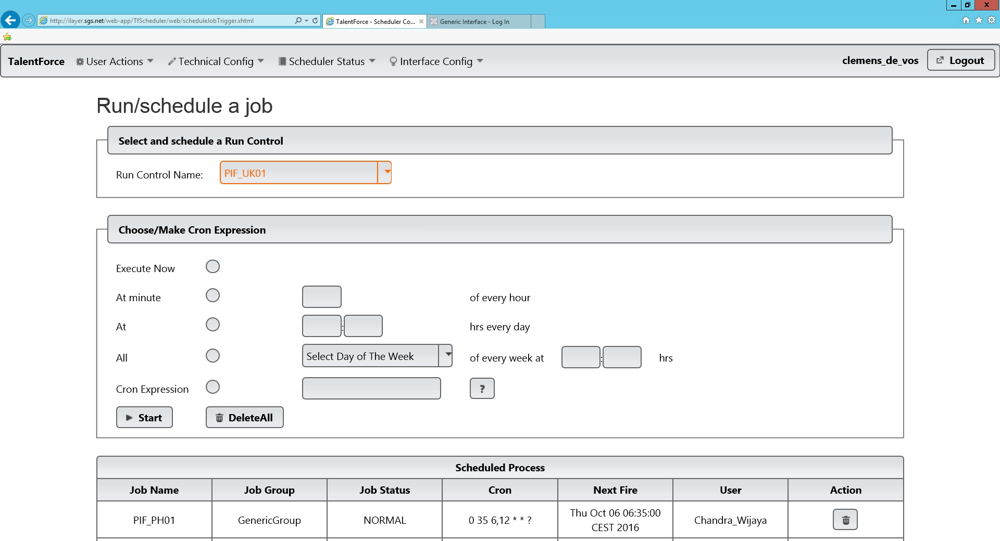 http://ilayer.sgs.net/web-app/TfScheduler/web/scheduleJobTrigger.xhtml
TalentForce - Scheduler Co...
Generic Interface - Log In
TalentForce User Actions Technical Config Scheduler Status Interface Config clemens_de_vos Logout
Run/schedule a job
Select and schedule a Run Control
Run Control Name: PIF_UK01
Choose/Make Cron Expression
Execute Now
At minute of every hour
At : hrs every day
All Select Day of The Week of every week at : hrs
Cron Expression ?
Start DeleteAll
Scheduled Process
Job Name Job Group Job Status Cron Next Fire User Action
PIF_PH01 GenericGroup NORMAL 0 35 6,12 * * ? Thu Oct 06 06:35:00 Chandra_Wijaya
CEST 2016